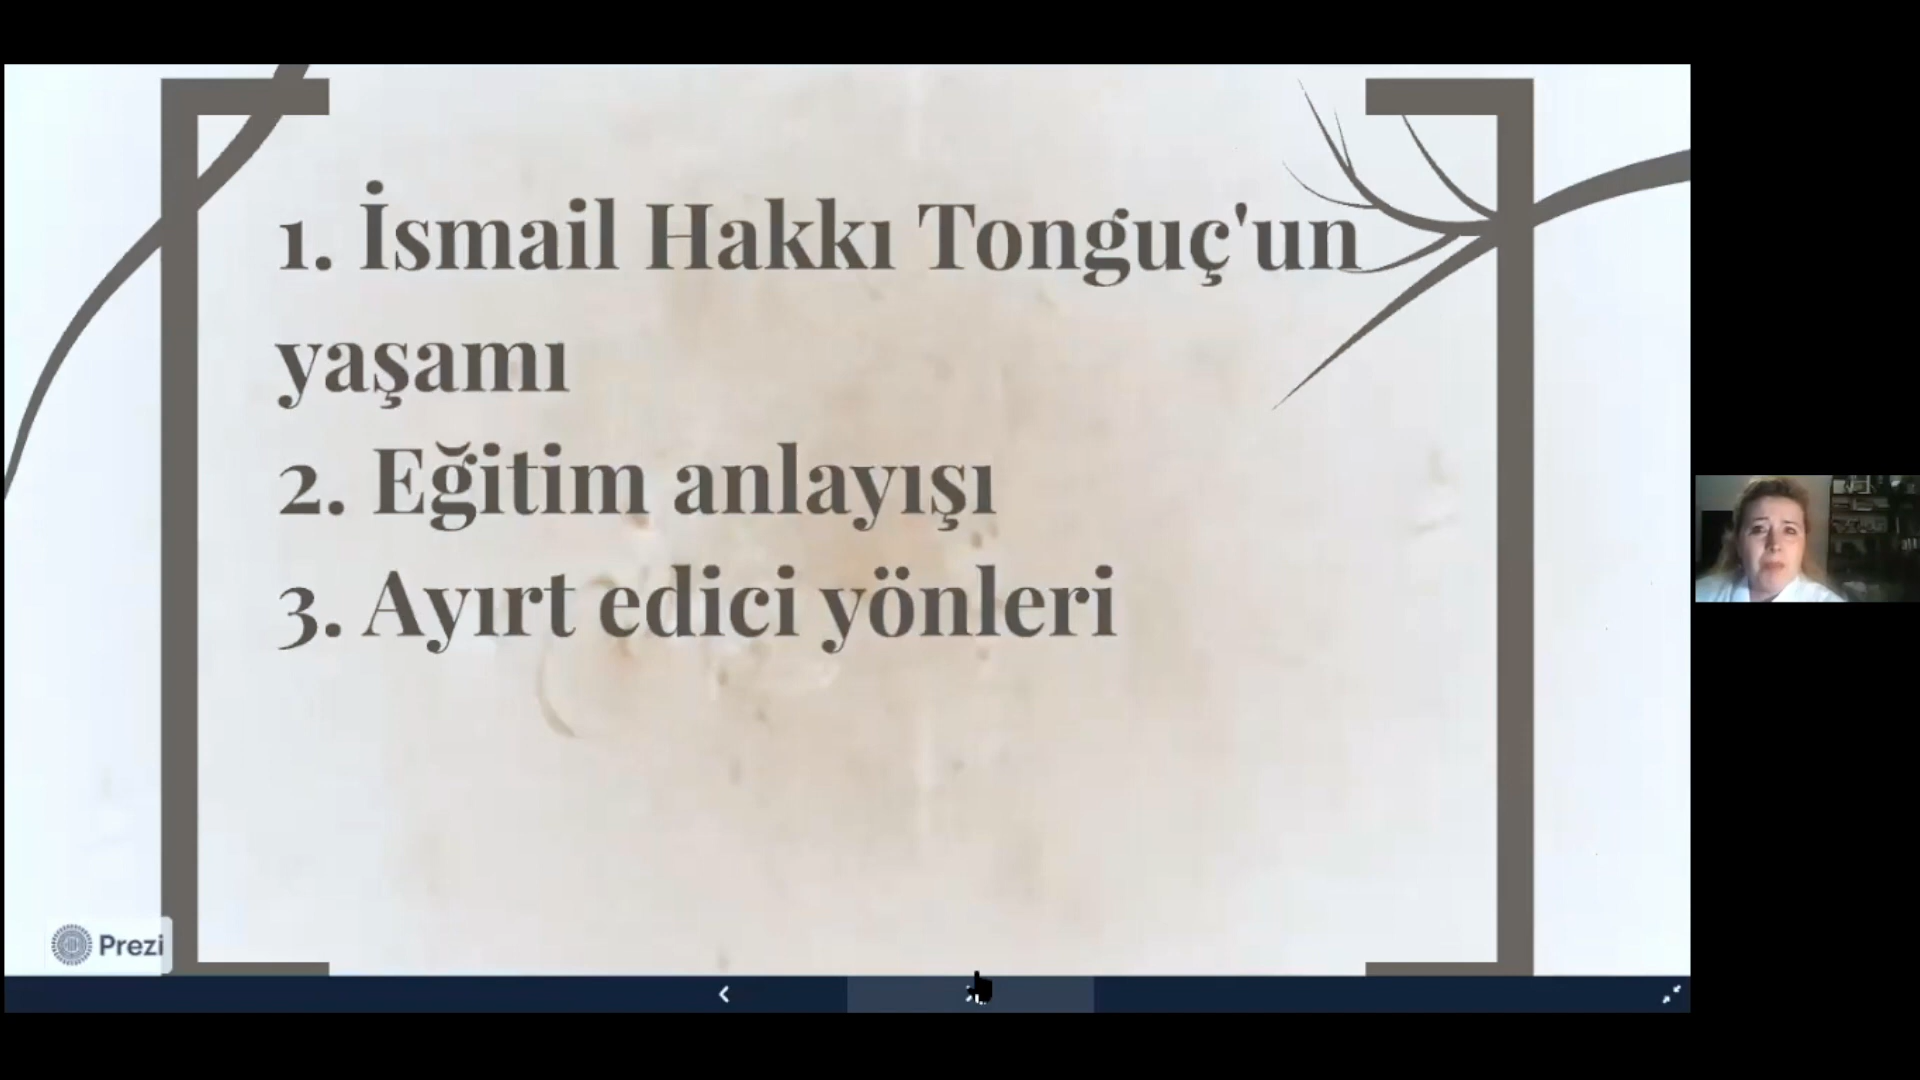 1. İsmail Hakkı Tonguç'un
yaşamı
2. Eğitim anlayışı
3. Ayırt edici yönleri
Prezi